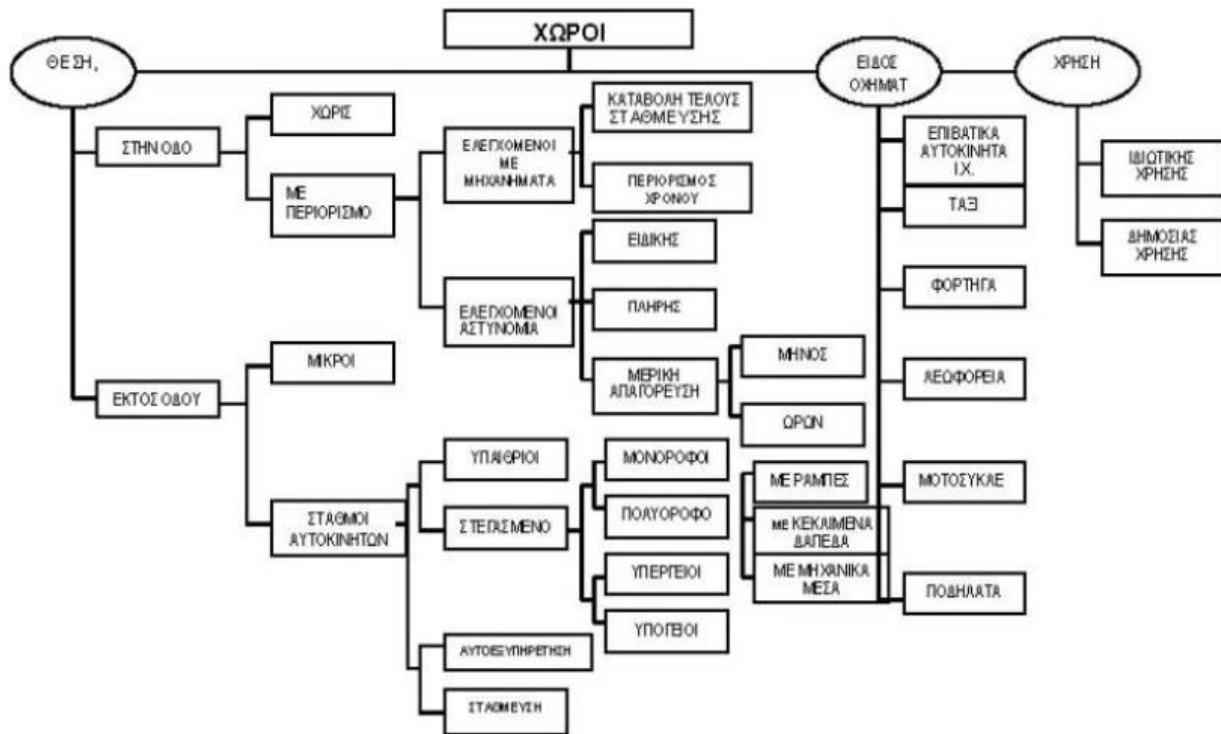 ΧΩΡΟΙ
ΘΕΣΗ,
ΕΙΔΟΣ
ΟΧΗΜΑΤ
ΧΡΗΣΗ
ΣΤΗΝ ΟΔΟ
ΧΩΡΙΣ
ΜΕ
ΠΕΡΙΟΡΙΣΜΟ
ΕΛΕΓΧΟΜΕΝΟΙ
ΜΕ
ΜΗΧΑΝΗΜΑΤΑ
ΚΑΤΑΒΟΛΗ ΤΕΛΟΥΣ
ΣΤΑΘΜΕΥΣΗΣ
ΠΕΡΙΟΡΙΣΜΟΣ
ΧΡΟΝΟΥ
ΕΛΕΓΧΟΜΕΝΟΙ
ΑΣΤΥΝΟΜΙΑ
ΕΙΔΙΚΗΣ
ΠΛΗΡΗΣ
ΜΕΡΙΚΗ
ΑΠΑΓΟΡΕΥΣΗ
ΜΗΝΟΣ
ΩΡΩΝ
ΕΚΤΟΣ ΟΔΟΥ
ΜΙΚΡΟΙ
ΣΤΑΘΜΟΙ
ΑΥΤΟΚΙΝΗΤΩΝ
ΥΠΑΙΘΡΙΟΙ
ΣΤΕΓΑΣΜΕΝΟ
ΜΟΝΟΡΟΦΟΙ
ΠΟΛΥΟΡΟΦΟ
ΥΠΕΡΓΕΙΟΙ
ΥΠΟΓΕΙΟΙ
ΜΕ ΡΑΜΠΕΣ
ΜΕ ΚΕΚΛΙΜΕΝΑ
ΔΑΠΕΔΑ
ΜΕ ΜΗΧΑΝΙΚΑ
ΜΕΣΑ
ΑΥΤΟΕΞΥΠΗΡΕΤΗΣΗ
ΣΤΑΘΜΕΥΣΗ
ΕΠΙΒΑΤΙΚΑ
ΑΥΤΟΚΙΝΗΤΑ
Ι.Χ.
ΤΑΞΙ
ΦΟΡΤΗΓΑ
ΛΕΩΦΟΡΕΙΑ
ΜΟΤΟΣΥΚΛΕ
ΠΟΔΗΛΑΤΑ
ΙΔΙΩΤΙΚΗΣ
ΧΡΗΣΗΣ
ΔΗΜΟΣΙΑΣ
ΧΡΗΣΗΣ